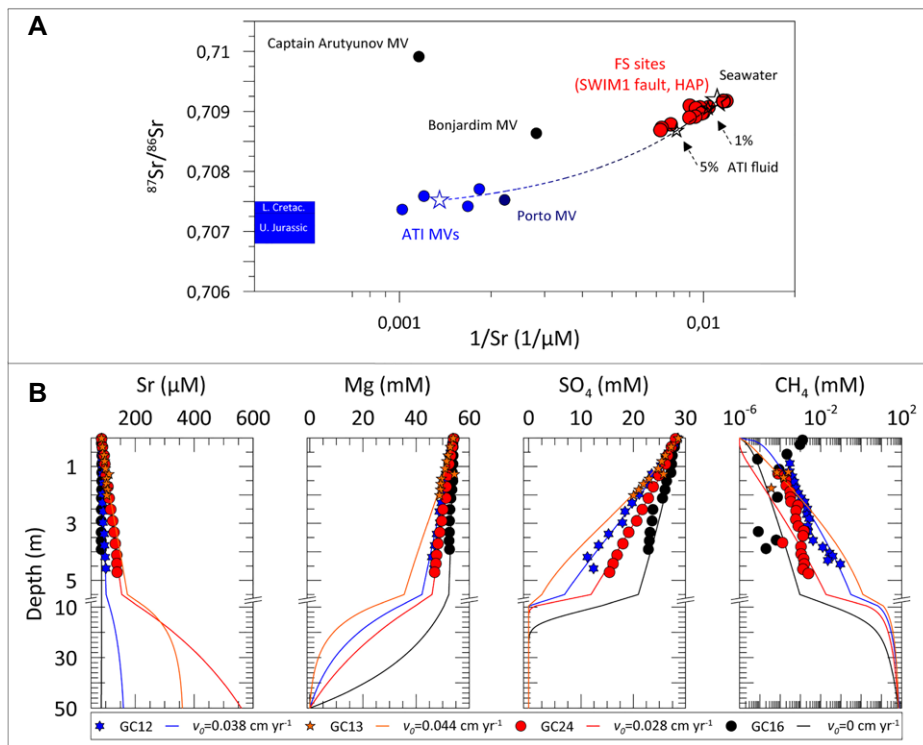 A
0,71
0,709
0,708
0,707
0,706
⁸⁷Sr/⁸⁶Sr
Captain Arutyunov MV
FS sites
(SWIM1 fault, HAP)
Seawater
Bonjardim MV
1%
5% ATI fluid
L. Cretac.
U. Jurassic
ATI MVs
Porto MV
0,001
0,01
1/Sr (1/µM)
B
Sr (µM)
Mg (mM)
SO₄ (mM)
CH₄ (mM)
200 400 600
0 20 40 60
0 10 20 30
10⁻⁶ 10⁻² 10²
Depth (m)
1
3
5
10
30
50
GC12 v₀=0.038 cm yr⁻¹ GC13 v₀=0.044 cm yr⁻¹ GC24 v₀=0.028 cm yr⁻¹ GC16 v₀=0 cm yr⁻¹